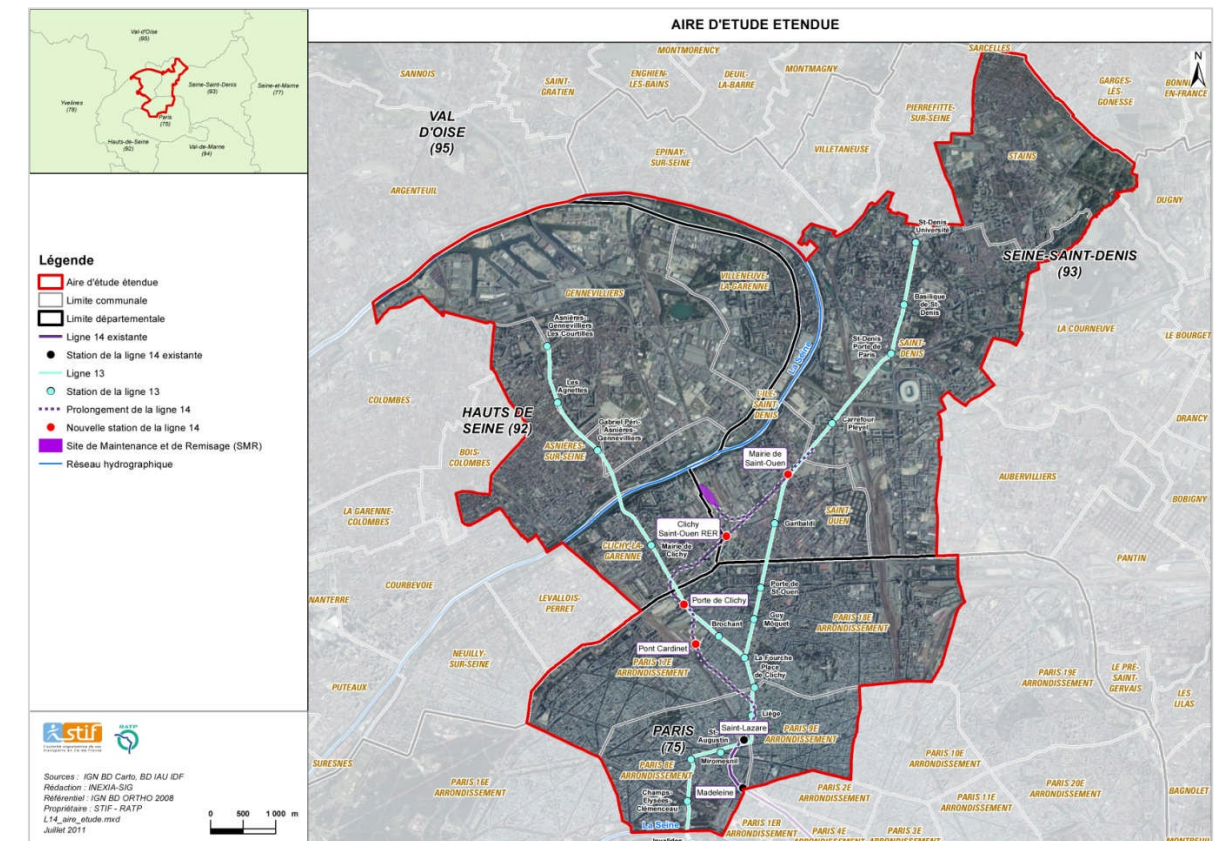 AIRE D'ETUDE ETENDUE
Val-d'Oise
(95)
Yvelines
(78)
Seine-Saint-Denis
(93)
Seine-et-Marne
(77)
Paris
(75)
Hauts-de-Seine
(92)
Val-de-Marne
(94)
Légende
Aire d'étude étendue
Limite communale
Limite départementale
Ligne 14 existante
Station de la ligne 14 existante
Ligne 13
Station de la ligne 13
Prolongement de la ligne 14
Nouvelle station de la ligne 14
Site de Maintenance et de Remisage (SMR)
Réseau hydrographique
stif
RATP
Sources : IGN BD Carto, BD IAU IDF
Rédaction : INEXIA-SIG
Référentiel : IGN BD ORTHO 2008
Propriétaire : STIF - RATP
L14_aire_etude.mxd
Juillet 2011
0 500 1 000 m
N
MONTMORENCY
SARCELLES
SANNOIS
SAINT-
GRATIEN
ENGHIEN-
LES-BAINS
DEUIL-
LA-BARRE
MONTMAGNY
GARGES-
LÈS-
GONESSE
BONN
EN-FRANCE
PIERREFITTE-
SUR-SEINE
VAL
D'OISE
(95)
EPINAY-
SUR-SEINE
VILLETANEUSE
STAINS
ARGENTEUIL
DUGNY
St-Denis
Université
SEINE-SAINT-DENIS
(93)
VILLENEUVE-
LA-GARENNE
GENNEVILLIERS
Basilique
de St-
Denis
Asnières-
Gennevilliers
Les Courtilles
LA COURNEUVE
LE BOURGET
St-Denis
Porte de
Paris
SAINT-
DENIS
La Seine
Les
Agnettes
COLOMBES
L'ILE-
SAINT-
DENIS
HAUTS DE
SEINE (92)
Gabriel Péri-
Asnières-
Gennevilliers
Carrefour
Pleyel
DRANCY
ASNIÈRES-
SUR-SEINE
BOIS-
COLOMBES
Mairie de
Saint-Ouen
AUBERVILLIERS
BOBIGNY
LA GARENNE-
COLOMBES
SAINT-
OUEN
Garibaldi
Clichy
Saint-Ouen RER
CLICHY-LA-
GARENNE
Mairie de
Clichy
PANTIN
COURBEVOIE
NANTERRE
LEVALLOIS-
PERRET
Porte de
St-Ouen
Porte de Clichy
Guy
Môquet
PARIS 18E
ARRONDISSEMENT
Brochant
Pont Cardinet
NEUILLY-
SUR-SEINE
La Fourche
PARIS 17E
ARRONDISSEMENT
Place
de Clichy
PARIS 19E
ARRONDISSEMENT
LE PRÉ-
SAINT-
GERVAIS
PUTEAUX
LES
LILAS
Liège
Saint-Lazare
PARIS
(75)
St-
Augustin
PARIS 9E
ARRONDISSEMENT
Miromesnil
PARIS 8E
ARRONDISSEMENT
SURESNES
PARIS 10E
ARRONDISSEMENT
PARIS 16E
ARRONDISSEMENT
Champs-
Elysées-
Clémenceau
Madeleine
PARIS 2E
ARRONDISSEMENT
PARIS 11E
ARRONDISSEMENT
PARIS 20E
ARRONDISSEMENT
BAGNOLET
La Seine
PARIS 1ER
ARRONDISSEMENT
PARIS 4E
PARIS 3E
Invalides
MONTREUIL